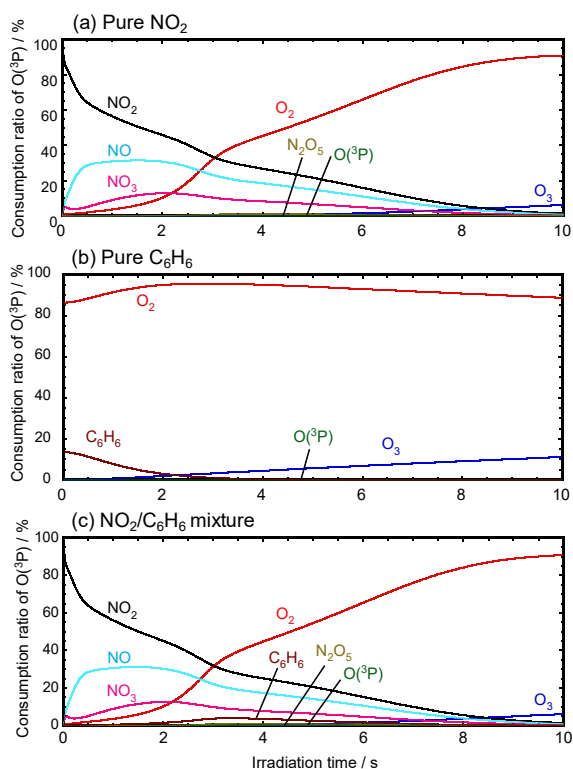 (a) Pure NO₂
Consumption ratio of O(³P) / %
100
80
60
40
20
0
NO₂
O₂
NO
NO₃
N₂O₅
O(³P)
O₃
0
2
4
6
8
10
(b) Pure C₆H₆
Consumption ratio of O(³P) / %
100
80
60
40
20
0
O₂
C₆H₆
O(³P)
O₃
0
2
4
6
8
10
(c) NO₂/C₆H₆ mixture
Consumption ratio of O(³P) / %
100
80
60
40
20
0
NO₂
O₂
NO
NO₃
C₆H₆
N₂O₅
O(³P)
O₃
0
2
4
6
8
10
Irradiation time / s